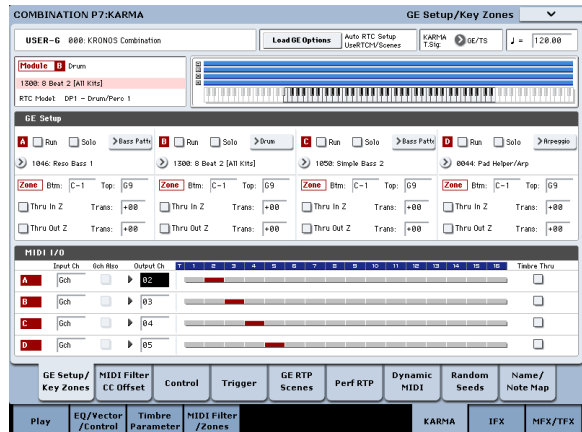 COMBINATION P7:KARMA GE Setup/Key Zones
USER-G 000: KRONOS Combination Load GE Options Auto RTC Setup UseRTCM/Scenes KARMA T.Sig: GE/TS ♩ = 120.00
Module B Drum
1300: 8 Beat 2 [All Kits]
RTC Model: DP1 - Drum/Perc 1
GE Setup
A Run Solo >Bass Patt B Run Solo >Drum C Run Solo >Bass Patt D Run Solo >Arpeggio
1046: Reso Bass 1 1300: 8 Beat 2 [All Kits] 1050: Simple Bass 2 0044: Pad Helper/Arp
Zone Btm: C-1 Top: G9 Zone Btm: C-1 Top: G9 Zone Btm: C-1 Top: G9 Zone Btm: C-1 Top: G9
Thru In Z Trans: +00 Thru In Z Trans: +00 Thru In Z Trans: +00 Thru In Z Trans: +00
Thru Out Z Trans: +00 Thru Out Z Trans: +00 Thru Out Z Trans: +00 Thru Out Z Trans: +00
MIDI I/O
Input Ch Gch Also Output Ch T 1 2 3 4 5 6 7 8 9 10 11 12 13 14 15 16 Timbre Thru
A Gch 02
B Gch 03
C Gch 04
D Gch 05
GE Setup/Key Zones MIDI Filter CC Offset Control Trigger GE RTP Scenes Perf RTP Dynamic MIDI Random Seeds Name/Note Map
Play EQ/Vector/Control Timbre Parameter MIDI Filter/Zones KARMA IFX MFX/TFX